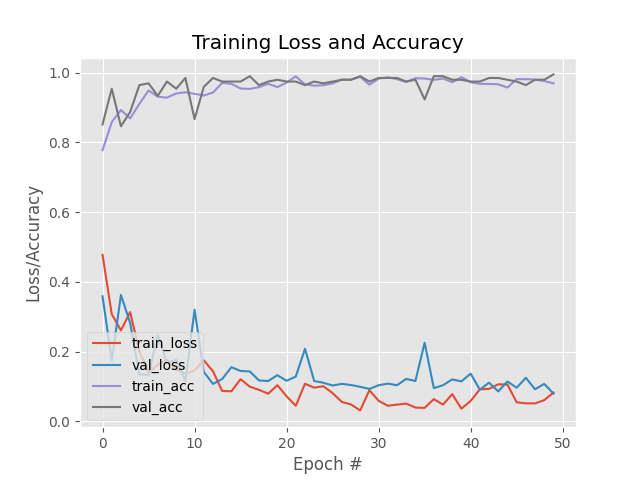 Training Loss and Accuracy
1.0
0.8
0.6
0.4
0.2
0.0
Loss/Accuracy
train_loss
val_loss
train_acc
val_acc
0 10 20 30 40 50
Epoch #